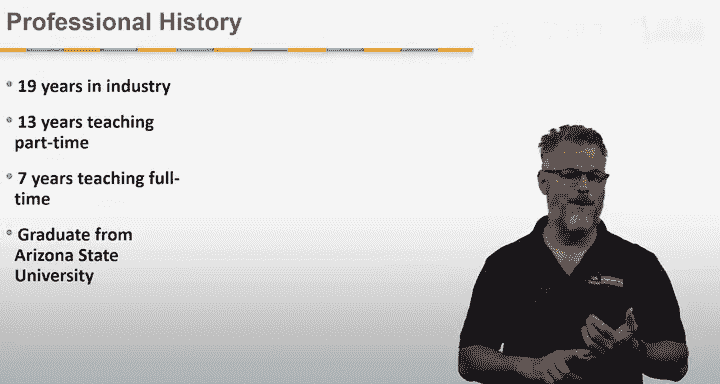 Professional History
19 years in industry
13 years teaching
part-time
7 years teaching full-
time
Graduate from
Arizona State
University